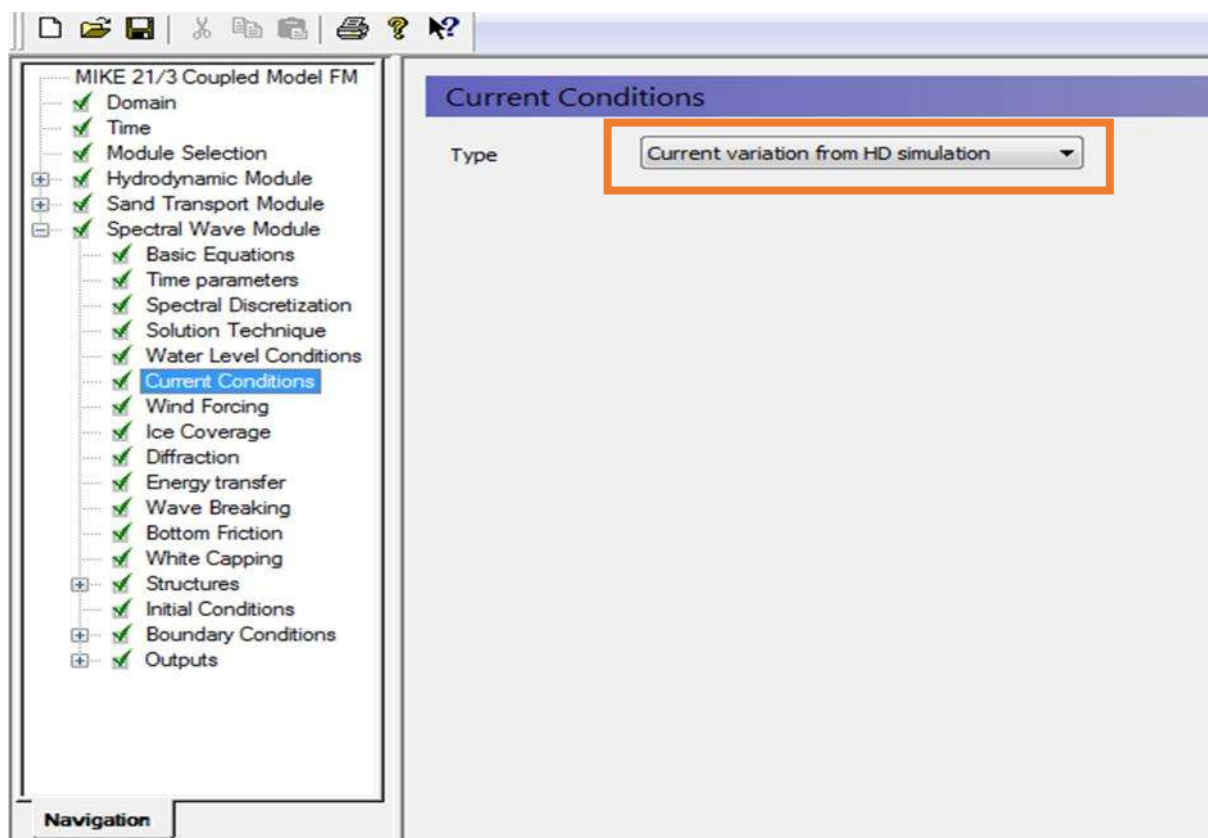 MIKE 21/3 Coupled Model FM
Domain
Time
Module Selection
Hydrodynamic Module
Sand Transport Module
Spectral Wave Module
Basic Equations
Time parameters
Spectral Discretization
Solution Technique
Water Level Conditions
Current Conditions
Wind Forcing
Ice Coverage
Diffraction
Energy transfer
Wave Breaking
Bottom Friction
White Capping
Structures
Initial Conditions
Boundary Conditions
Outputs
Navigation
Current Conditions
Type Current variation from HD simulation